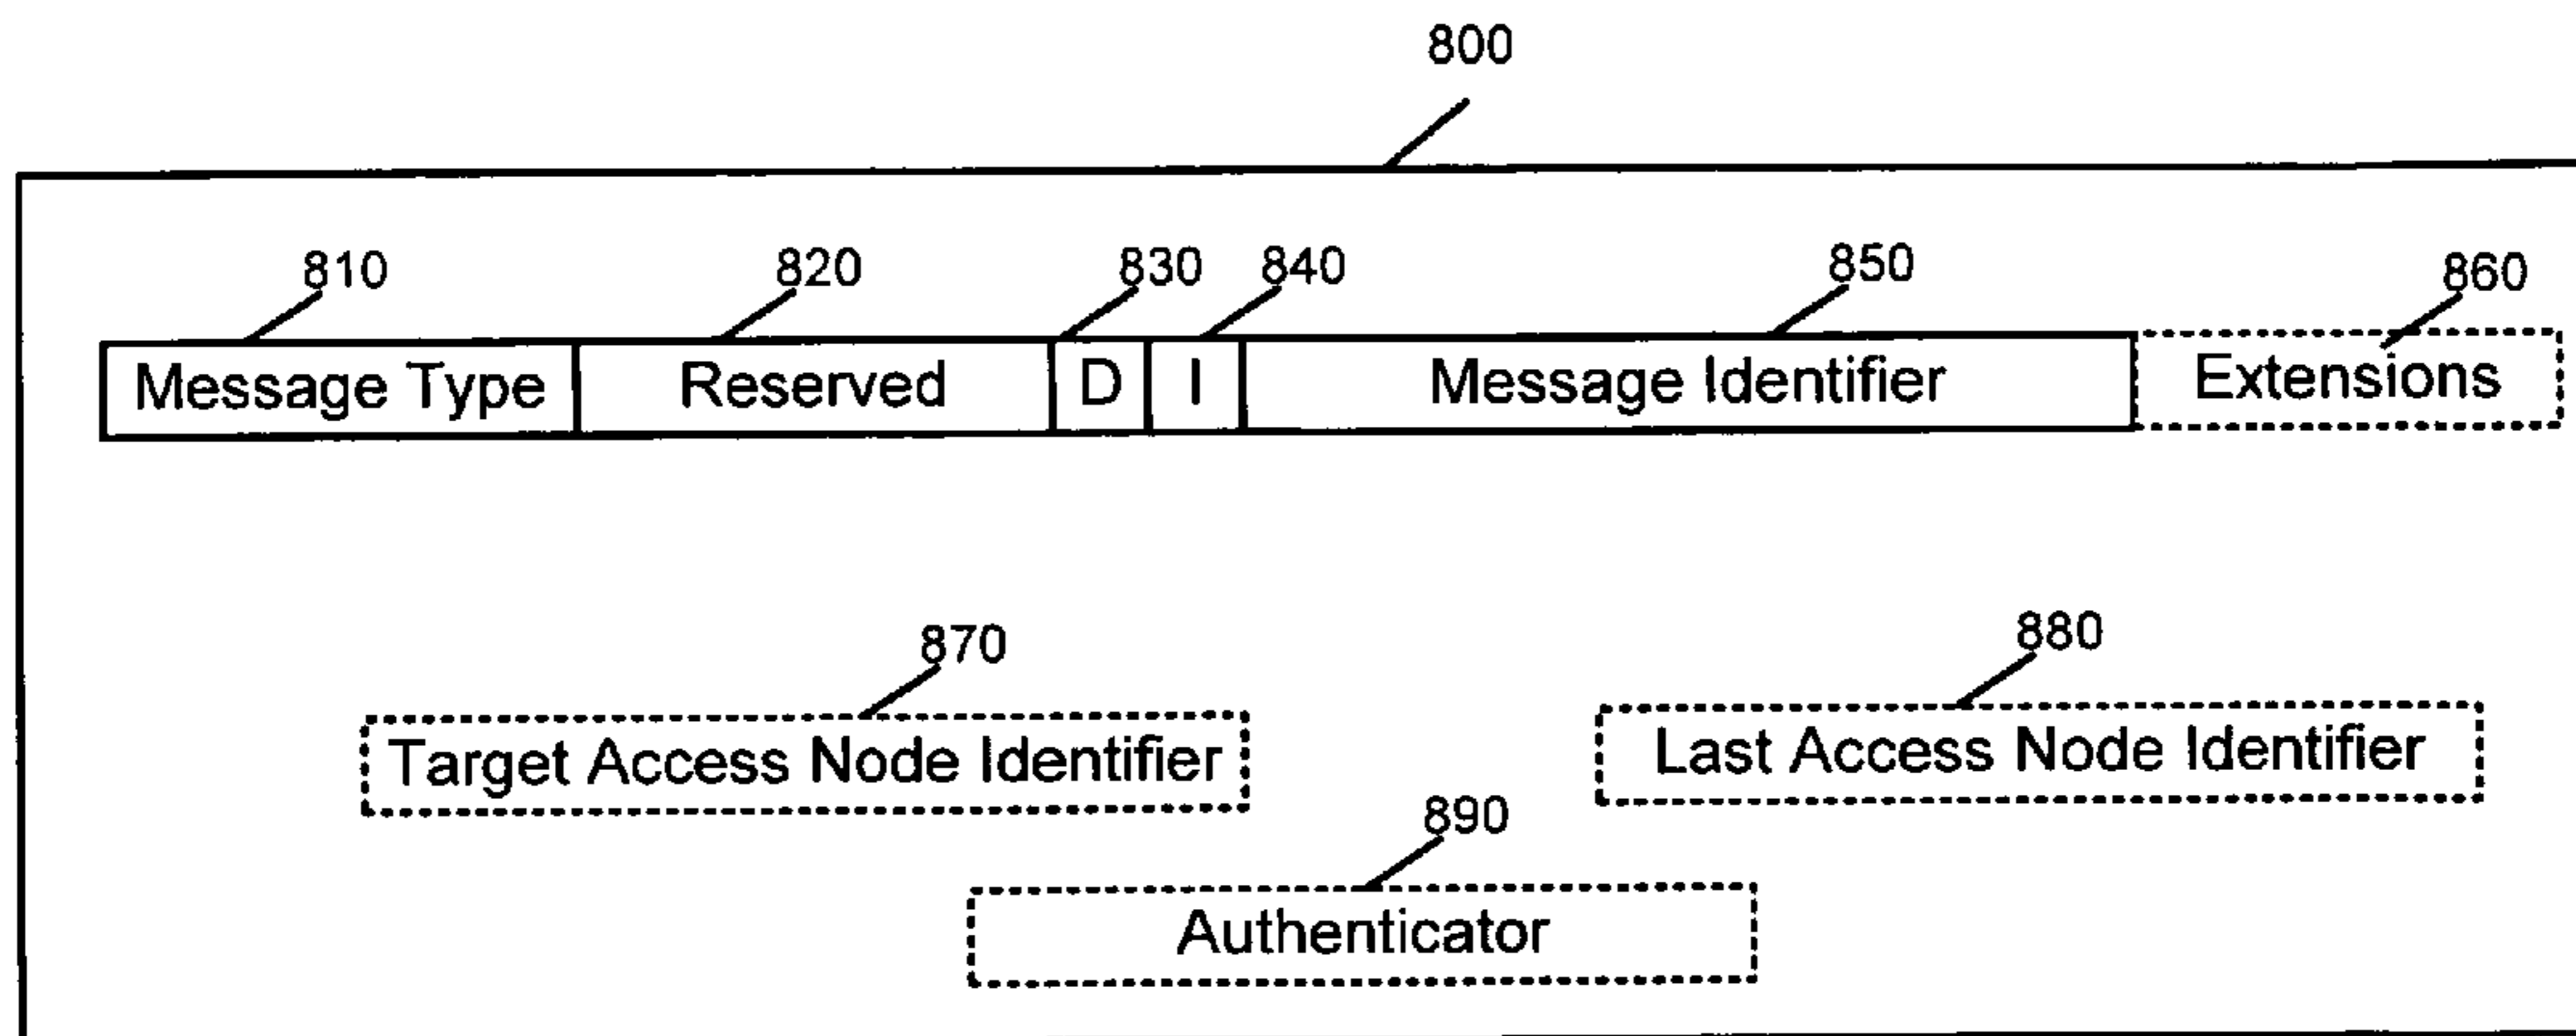 800
810 820 830 840 850 860
Message Type Reserved D I Message Identifier Extensions
870 880
Target Access Node Identifier Last Access Node Identifier
890
Authenticator